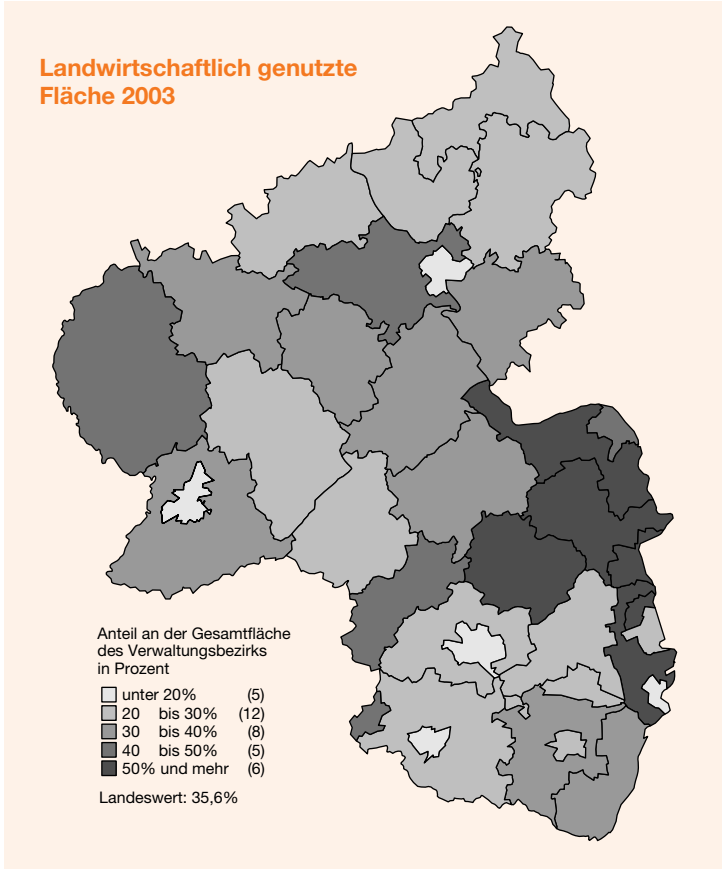 Landwirtschaftlich genutzte
Fläche 2003
Anteil an der Gesamtfläche
des Verwaltungsbezirks
in Prozent
unter 20% (5)
20 bis 30% (12)
30 bis 40% (8)
40 bis 50% (5)
50% und mehr (6)
Landeswert: 35,6%